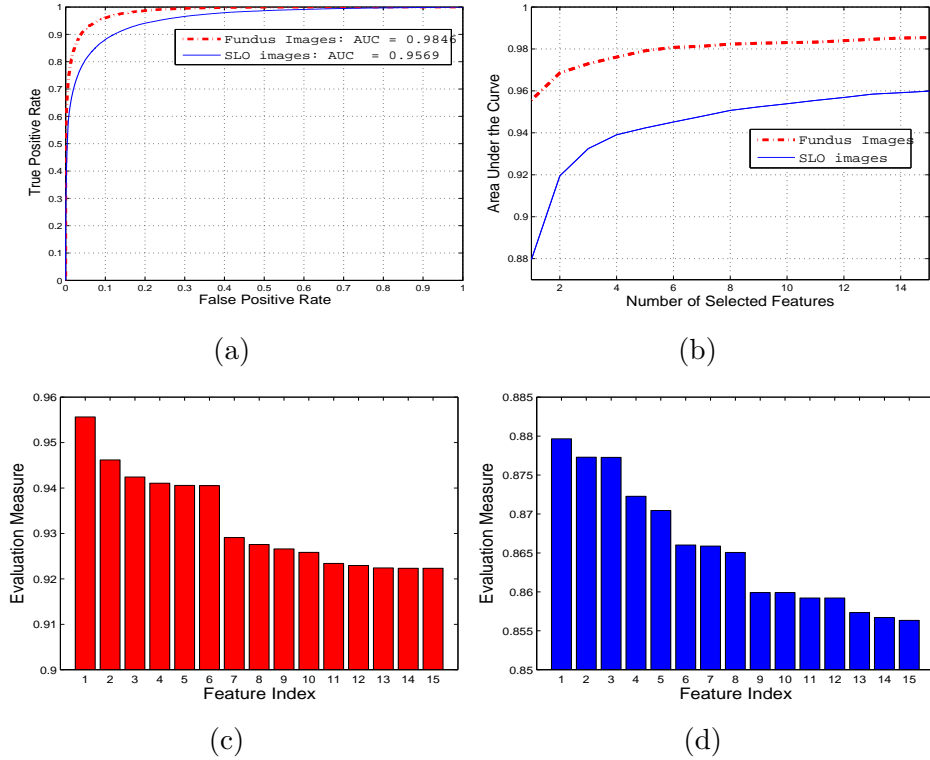 1
0.9
0.8
0.7
0.6
0.5
0.4
0.3
0.2
0.1
0
True Positive Rate
Fundus Images: AUC = 0.9846
SLO images: AUC = 0.9569
0 0.1 0.2 0.3 0.4 0.5 0.6 0.7 0.8 0.9 1
False Positive Rate
(a)
0.98
0.96
0.94
0.92
0.9
0.88
Area Under the Curve
Fundus Images
SLO images
2 4 6 8 10 12 14
Number of Selected Features
(b)
0.96
0.95
0.94
0.93
0.92
0.91
0.9
Evaluation Measure
1 2 3 4 5 6 7 8 9 10 11 12 13 14 15
Feature Index
(c)
0.885
0.88
0.875
0.87
0.865
0.86
0.855
0.85
Evaluation Measure
1 2 3 4 5 6 7 8 9 10 11 12 13 14 15
Feature Index
(d)